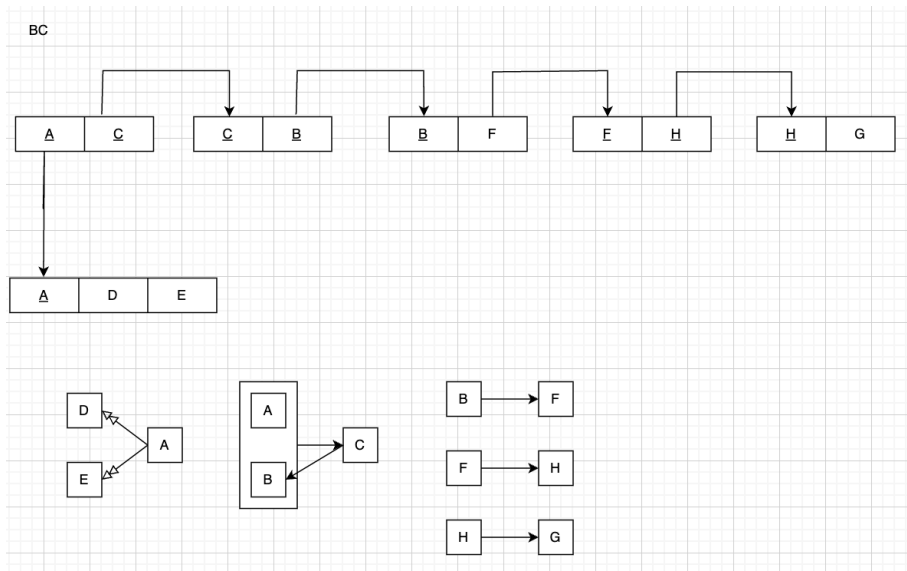 BC
A C C B B F F H H G
A D E
D A B F
A C
E B F H
H G